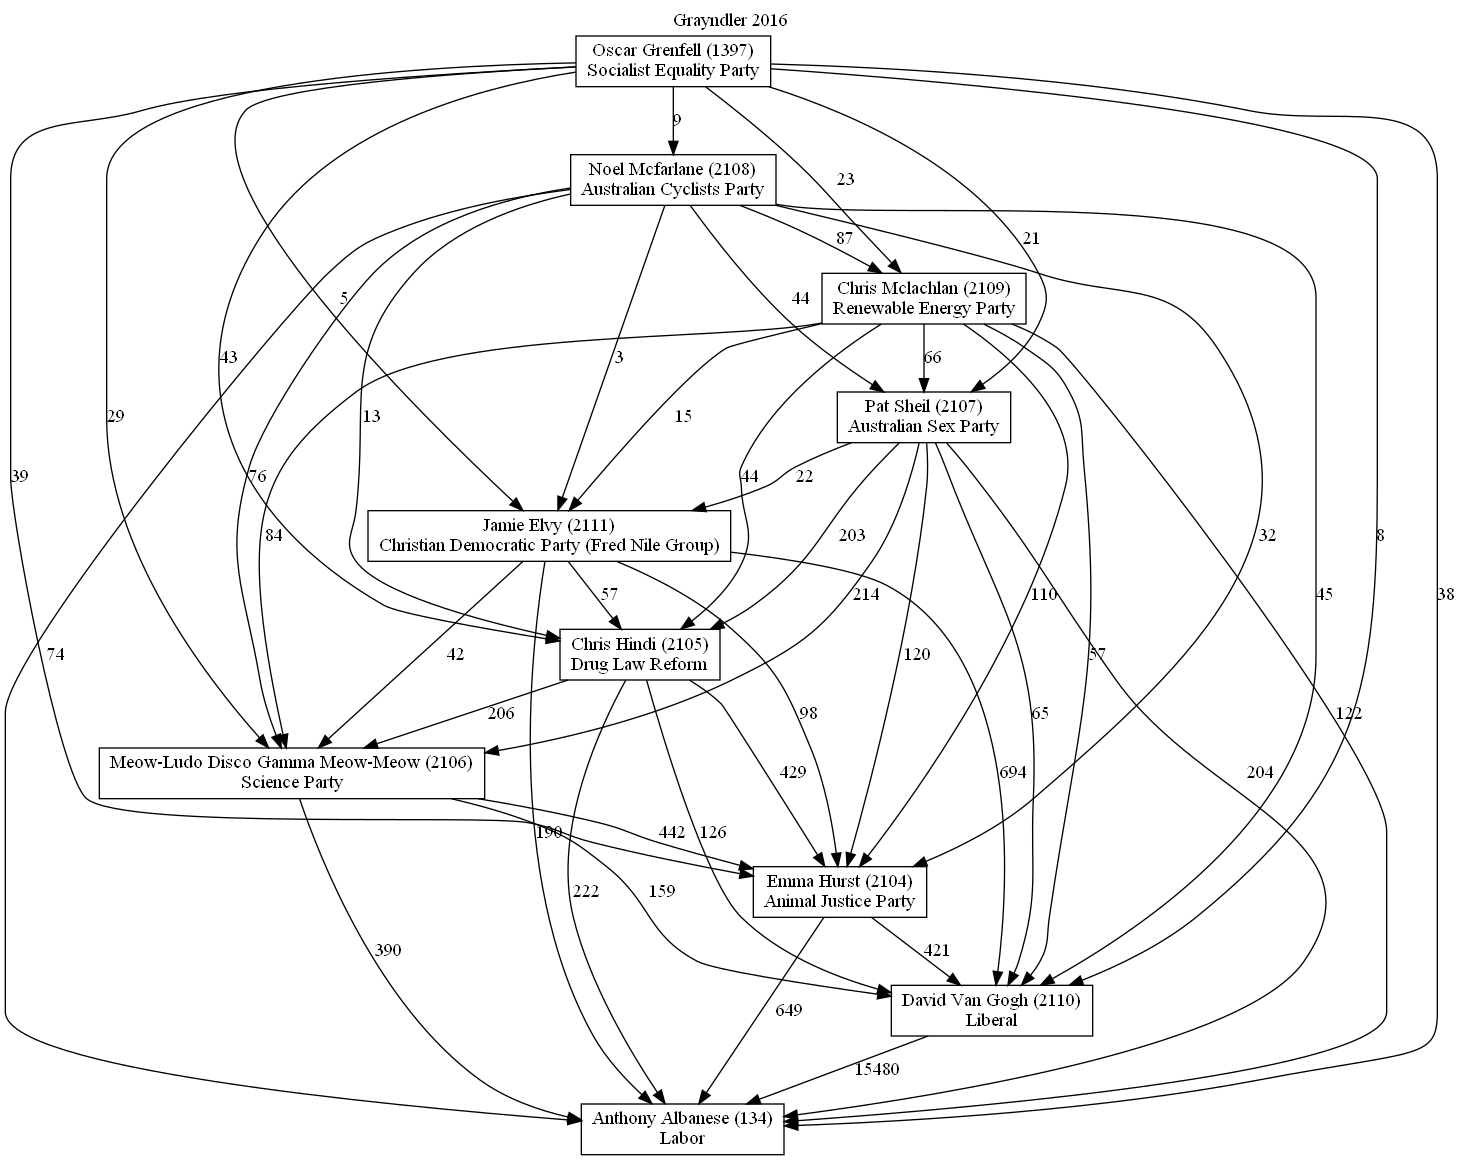 Grayndler 2016
Oscar Grenfell (1397)
Socialist Equality Party
9
Noel Mcfarlane (2108)
Australian Cyclists Party
23
87
21
Chris Mclachlan (2109)
Renewable Energy Party
5
44
43
3
66
Pat Sheil (2107)
Australian Sex Party
29
13
15
39
76
44
22
Jamie Elvy (2111)
Christian Democratic Party (Fred Nile Group)
84
203
32
8
57
214
110
45
38
Chris Hindi (2105)
Drug Law Reform
74
42
120
57
206
98
65
122
Meow-Ludo Disco Gamma Meow-Meow (2106)
Science Party
429
694
204
190
442
126
Emma Hurst (2104)
Animal Justice Party
222
159
390
421
David Van Gogh (2110)
Liberal
649
15480
Anthony Albanese (134)
Labor